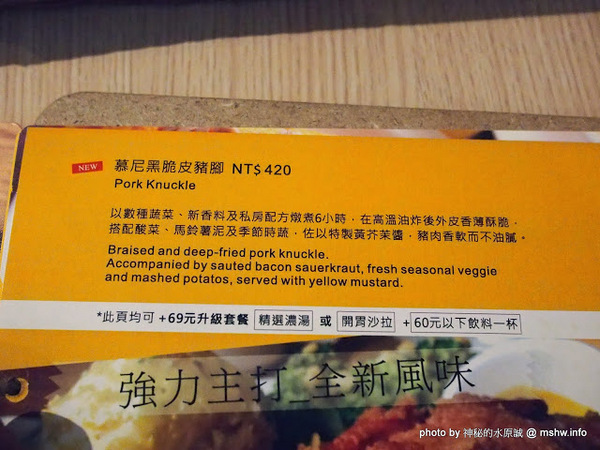 NEW 慕尼黑脆皮豬腳 NT$420
Pork Knuckle
以數種蔬菜、新香料及私房配方燉煮6小時，在高溫油炸後外皮香薄酥脆，
搭配酸菜、馬鈴薯泥及季節時蔬，佐以特製黃芥茉醬，豬肉香軟而不油膩。
Braised and deep-fried pork knuckle.
Accompanied by sauted bacon sauerkraut, fresh seasonal veggie
and mashed potatos, served with yellow mustard.
*此頁均可 +69元升級套餐 精選濃湯 或 開胃沙拉 + 60元以下飲料一杯
強力主打_全新風味
photo by 神秘的水原誠 @ mshw.info